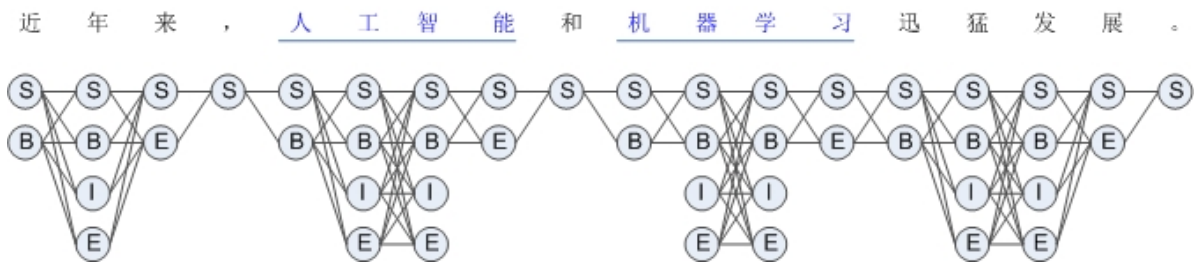 近 年 来 ， 人 工 智 能 和 机 器 学 习 迅 猛 发 展 。
S S S S S S S S S S S S S S S S S S
B B E B B B E B B B E B B B E
I I I I I I I
E E E E E E E